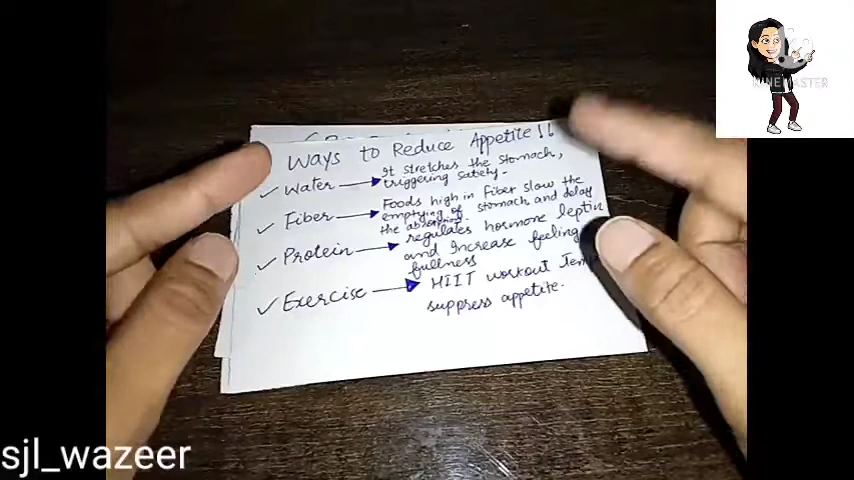 Ways to Reduce Appetite!!
✓ Water → It stretches the stomach,
triggering satiety.
✓ Fiber → Foods high in Fiber slow the
emptying of stomach and delay
the absorption.
✓ Protein → regulates hormone leptin
and Increase feeling
fullness
✓ Exercise → HIIT workout
suppress appetite.
KINEMASTER
sjl_wazeer